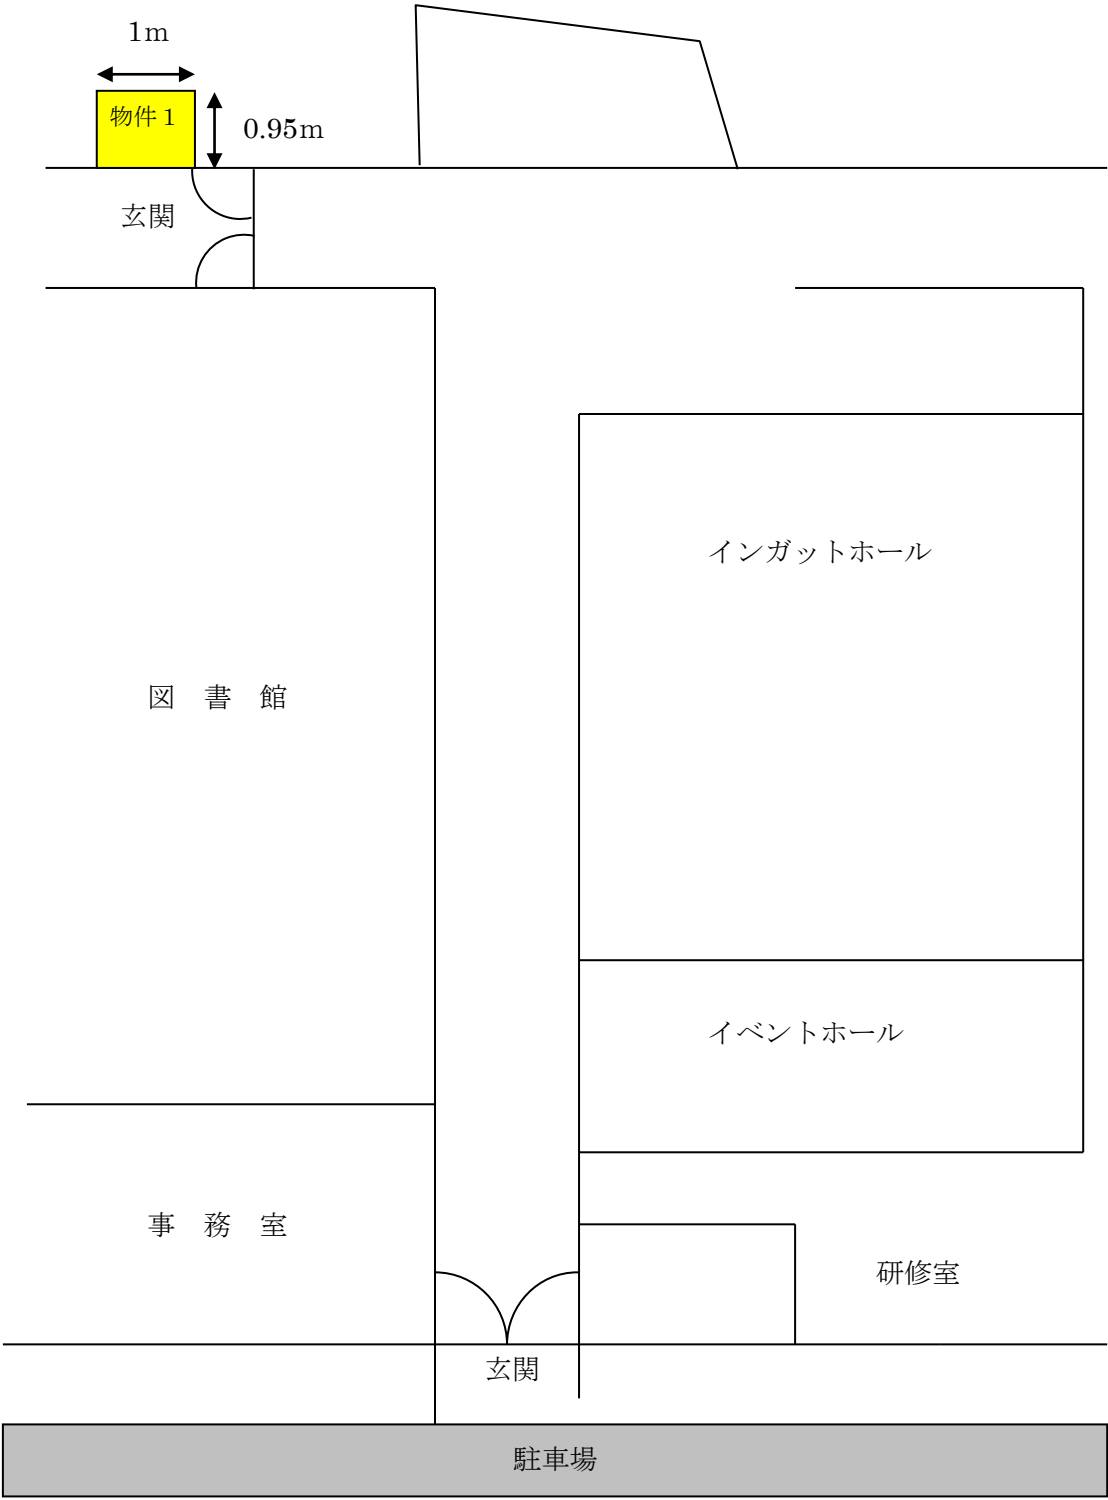 1m
物件１
0.95m
玄関
インガットホール
図　書　館
イベントホール
事　務　室
研修室
玄関
駐車場